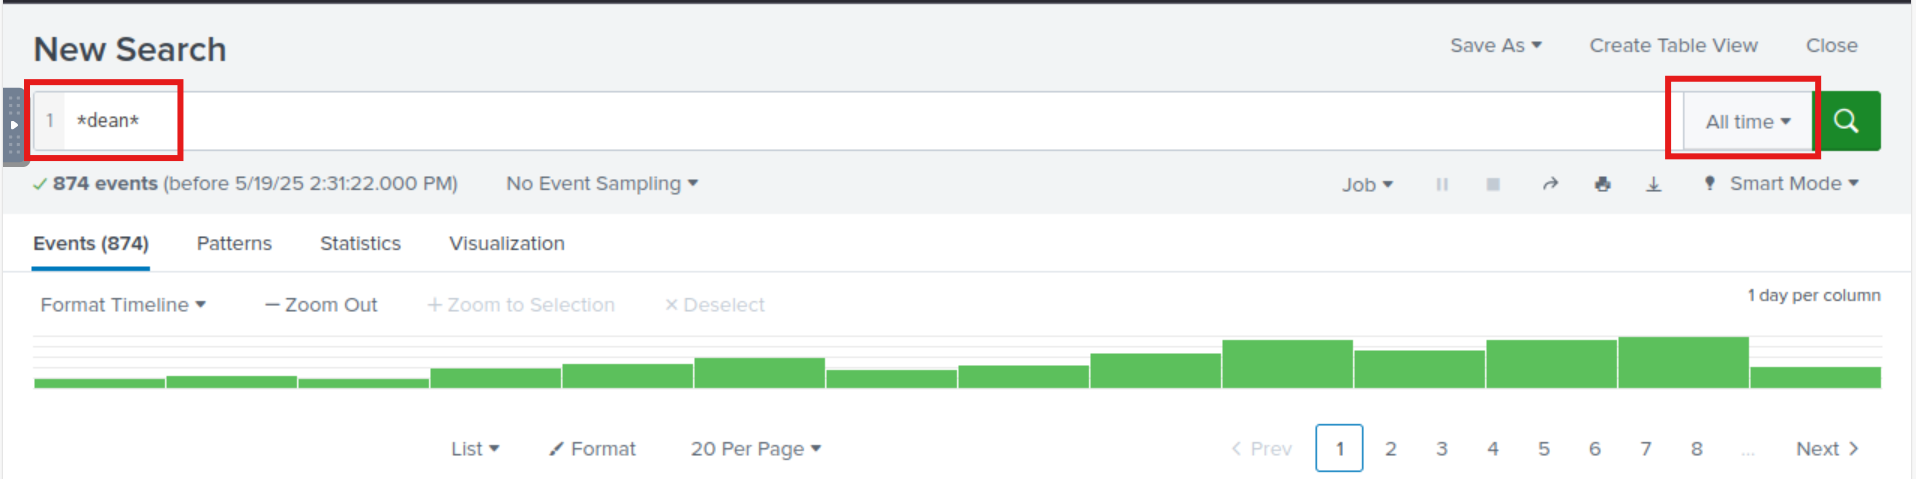 New Search
Save As Create Table View Close
1 *dean* All time
874 events (before 5/19/25 2:31:22.000 PM) No Event Sampling Job Smart Mode
Events (874) Patterns Statistics Visualization
Format Timeline — Zoom Out + Zoom to Selection × Deselect 1 day per column
List Format 20 Per Page < Prev 1 2 3 4 5 6 7 8 ... Next >